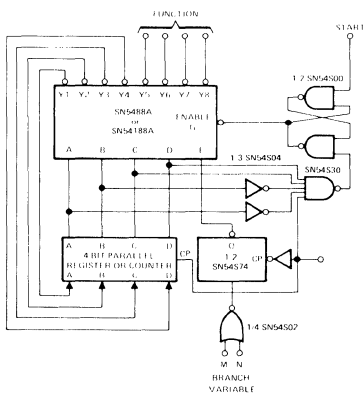 FUNCTION
START
Y1 Y2 Y3 Y4 Y5 Y6 Y7 Y8
1 2 SN54S00
SN5488A
OR
SN54188A
ENABLE
G
A B C D E
1 3 SN54S04
SN54S30
A B C D
4 BIT PARALLEL
REGISTER OR COUNTER
A B C D
CP
Q
1 2
SN54S74
CP
1/4 SN54S02
M N
BRANCH
VARIABLE